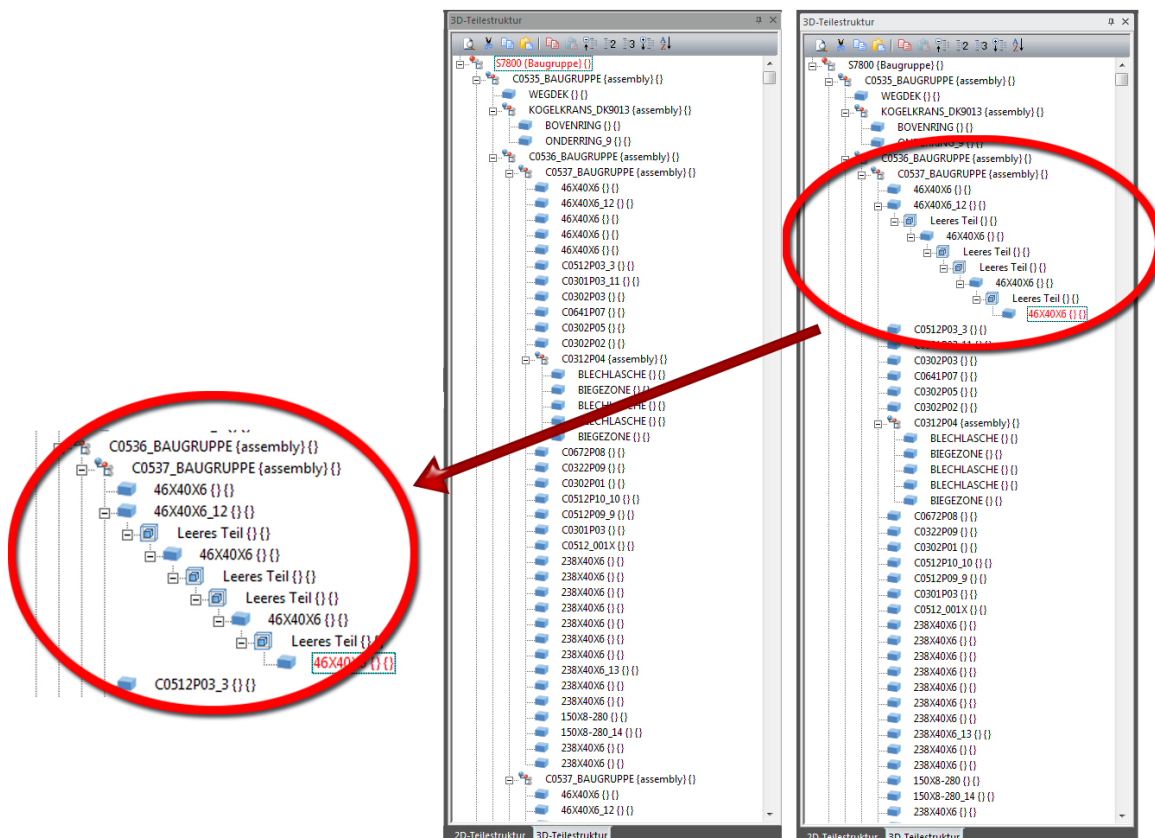 3D-Teilestruktur
S7800 {Baugruppe} {}
C0535_BAUGRUPPE {assembly} {}
WEGDEK {} {}
KOGELKRANS_DK9013 {assembly} {}
BOVENRING {} {}
ONDERRING_9 {} {}
C0536_BAUGRUPPE {assembly} {}
C0537_BAUGRUPPE {assembly} {}
46X40X6 {} {}
46X40X6_12 {} {}
46X40X6 {} {}
46X40X6 {} {}
46X40X6 {} {}
C0512P03_3 {} {}
C0301P03_11 {} {}
C0302P03 {} {}
C0641P07 {} {}
C0302P05 {} {}
C0302P02 {} {}
C0312P04 {assembly} {}
BLECHLASCHE {} {}
BIEGEZONE {} {}
BLECHLASCHE {} {}
BLECHLASCHE {} {}
BIEGEZONE {} {}
C0672P08 {} {}
C0322P09 {} {}
C0302P01 {} {}
C0512P10_10 {} {}
C0512P09_9 {} {}
C0301P03 {} {}
C0512_001X {} {}
238X40X6 {} {}
238X40X6 {} {}
238X40X6 {} {}
238X40X6 {} {}
238X40X6 {} {}
238X40X6 {} {}
238X40X6 {} {}
238X40X6_13 {} {}
238X40X6 {} {}
238X40X6 {} {}
150X8-280 {} {}
150X8-280_14 {} {}
238X40X6 {} {}
238X40X6 {} {}
C0537_BAUGRUPPE {assembly} {}
46X40X6 {} {}
46X40X6_12 {} {}
2D-Teilestruktur 3D-Teilestruktur
3D-Teilestruktur
S7800 {Baugruppe} {}
C0535_BAUGRUPPE {assembly} {}
WEGDEK {} {}
KOGELKRANS_DK9013 {assembly} {}
BOVENRING {} {}
ONDERRING_9 {} {}
C0536_BAUGRUPPE {assembly} {}
C0537_BAUGRUPPE {assembly} {}
46X40X6 {} {}
46X40X6_12 {} {}
Leeres Teil {} {}
46X40X6 {} {}
Leeres Teil {} {}
Leeres Teil {} {}
46X40X6 {} {}
Leeres Teil {} {}
46X40X6 {} {}
C0512P03_3 {} {}
C0301P03_11 {} {}
C0302P03 {} {}
C0641P07 {} {}
C0302P05 {} {}
C0302P02 {} {}
C0312P04 {assembly} {}
BLECHLASCHE {} {}
BIEGEZONE {} {}
BLECHLASCHE {} {}
BLECHLASCHE {} {}
BIEGEZONE {} {}
C0672P08 {} {}
C0322P09 {} {}
C0302P01 {} {}
C0512P10_10 {} {}
C0512P09_9 {} {}
C0301P03 {} {}
C0512_001X {} {}
238X40X6 {} {}
238X40X6 {} {}
238X40X6 {} {}
238X40X6 {} {}
238X40X6 {} {}
238X40X6 {} {}
238X40X6 {} {}
238X40X6_13 {} {}
238X40X6 {} {}
238X40X6 {} {}
150X8-280 {} {}
150X8-280_14 {} {}
238X40X6 {} {}
2D-Teilestruktur 3D-Teilestruktur
C0536_BAUGRUPPE {assembly} {}
C0537_BAUGRUPPE {assembly} {}
46X40X6 {} {}
46X40X6_12 {} {}
Leeres Teil {} {}
46X40X6 {} {}
Leeres Teil {} {}
Leeres Teil {} {}
46X40X6 {} {}
Leeres Teil {} {}
46X40X6 {} {}
C0512P03_3 {} {}